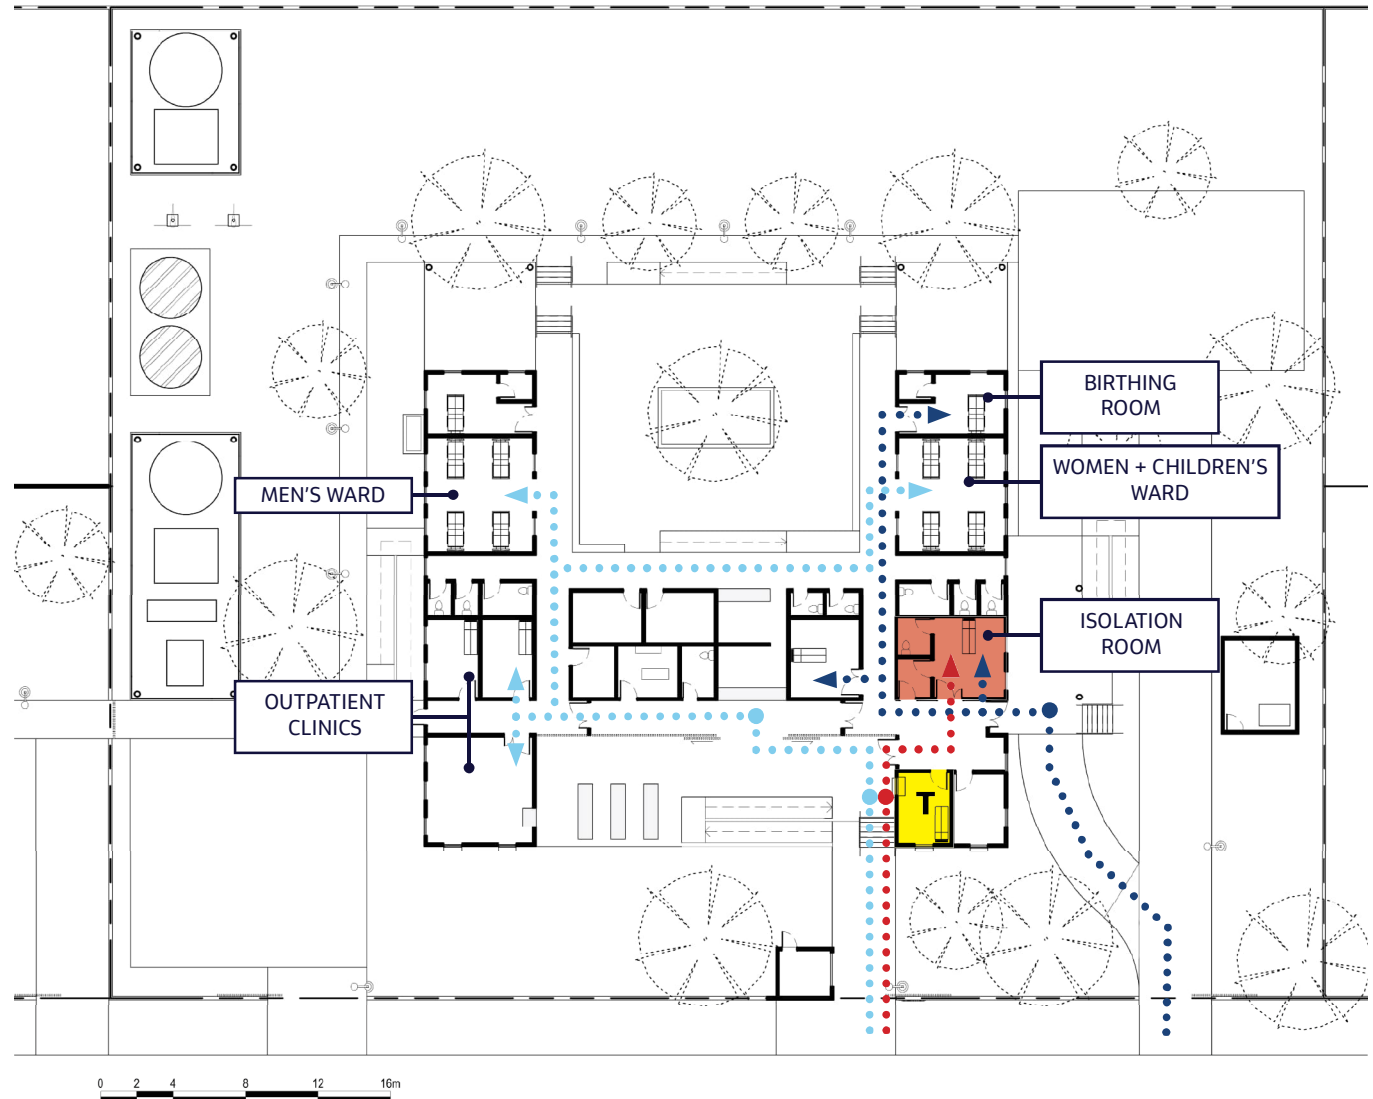 BIRTHING
ROOM
WOMEN + CHILDREN'S
WARD
MEN'S WARD
ISOLATION
ROOM
OUTPATIENT
CLINICS
T
0 2 4 8 12 16m